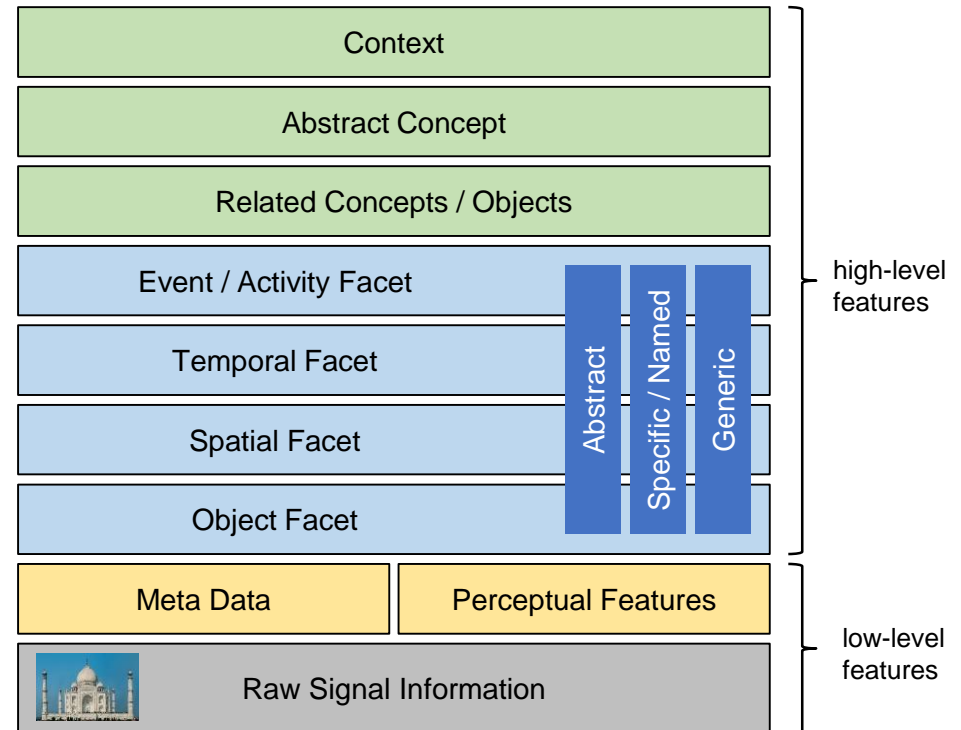 Context
Abstract Concept
Related Concepts / Objects
Event / Activity Facet
Temporal Facet
Spatial Facet
Object Facet
Abstract
Specific / Named
Generic
high-level
features
Meta Data
Perceptual Features
Raw Signal Information
low-level
features